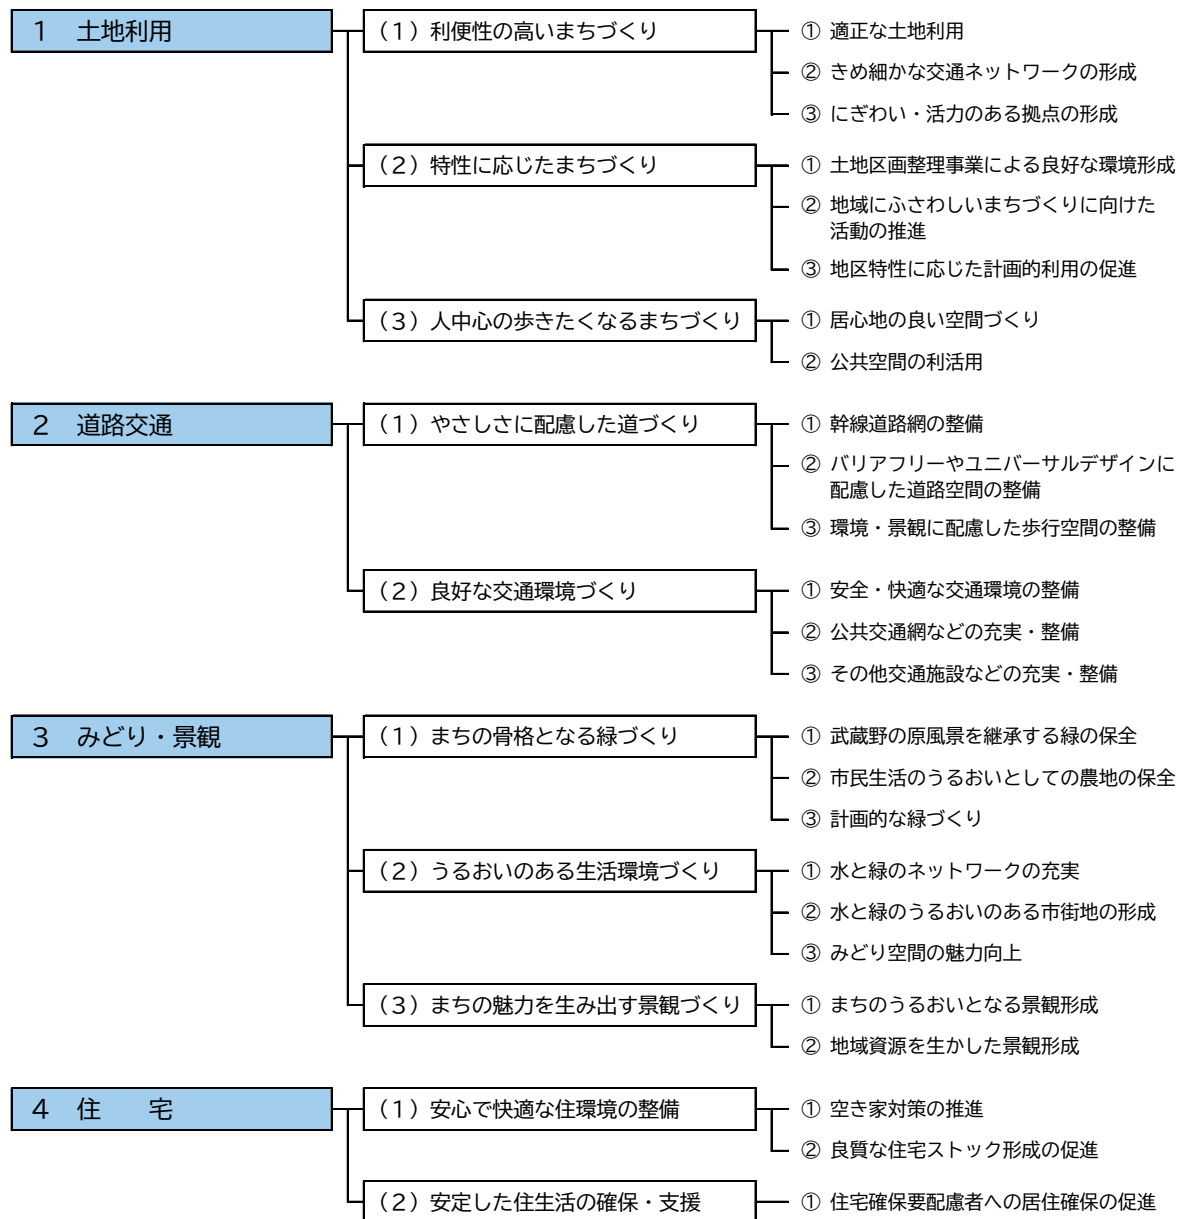 1　土地利用
（1）利便性の高いまちづくり
① 適正な土地利用
② きめ細かな交通ネットワークの形成
③ にぎわい・活力のある拠点の形成
（2）特性に応じたまちづくり
① 土地区画整理事業による良好な環境形成
② 地域にふさわしいまちづくりに向けた
活動の推進
③ 地区特性に応じた計画的利用の促進
（3）人中心の歩きたくなるまちづくり
① 居心地の良い空間づくり
② 公共空間の利活用
2　道路交通
（1）やさしさに配慮した道づくり
① 幹線道路網の整備
② バリアフリーやユニバーサルデザインに
配慮した道路空間の整備
③ 環境・景観に配慮した歩行空間の整備
（2）良好な交通環境づくり
① 安全・快適な交通環境の整備
② 公共交通網などの充実・整備
③ その他交通施設などの充実・整備
3　みどり・景観
（1）まちの骨格となる緑づくり
① 武蔵野の原風景を継承する緑の保全
② 市民生活のうるおいとしての農地の保全
③ 計画的な緑づくり
（2）うるおいのある生活環境づくり
① 水と緑のネットワークの充実
② 水と緑のうるおいのある市街地の形成
③ みどり空間の魅力向上
（3）まちの魅力を生み出す景観づくり
① まちのうるおいとなる景観形成
② 地域資源を生かした景観形成
4　住　　宅
（1）安心で快適な住環境の整備
① 空き家対策の推進
② 良質な住宅ストック形成の促進
（2）安定した住生活の確保・支援
① 住宅確保要配慮者への居住確保の促進